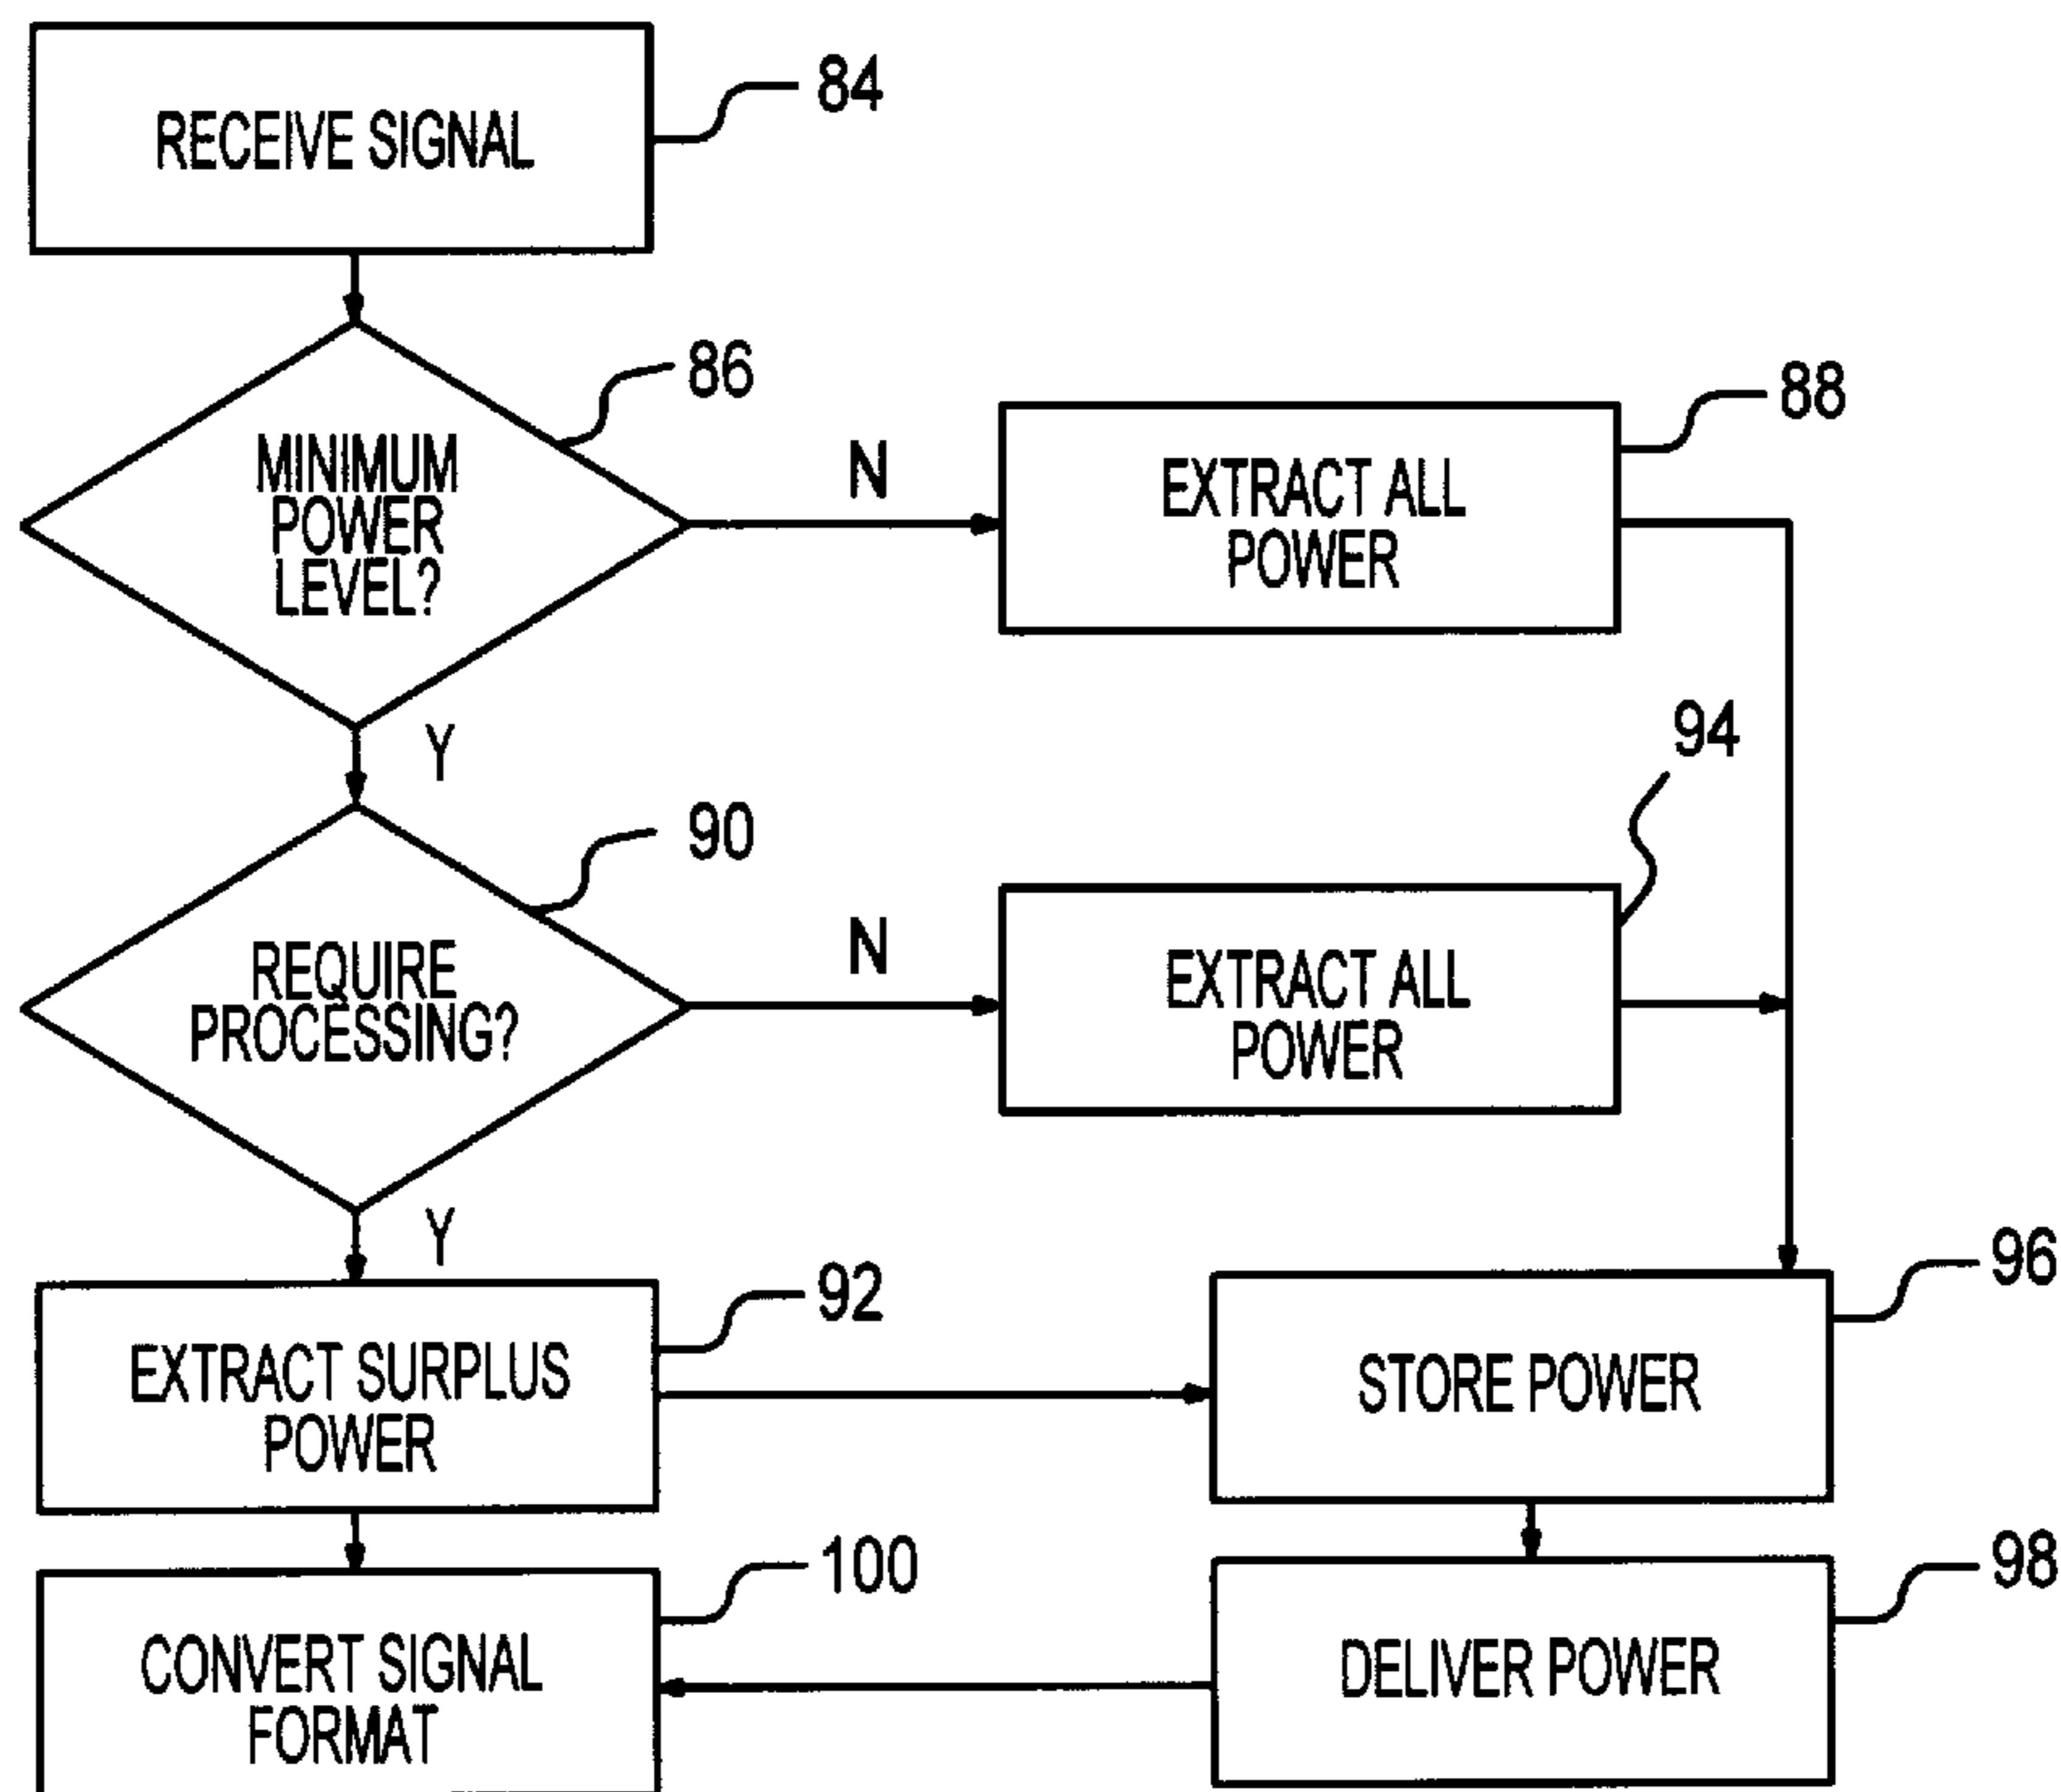 RECEIVE SIGNAL
84
MINIMUM
POWER
LEVEL?
86
N
EXTRACT ALL
POWER
88
Y
REQUIRE
PROCESSING?
90
N
EXTRACT ALL
POWER
94
Y
EXTRACT SURPLUS
POWER
92
STORE POWER
96
CONVERT SIGNAL
FORMAT
100
DELIVER POWER
98